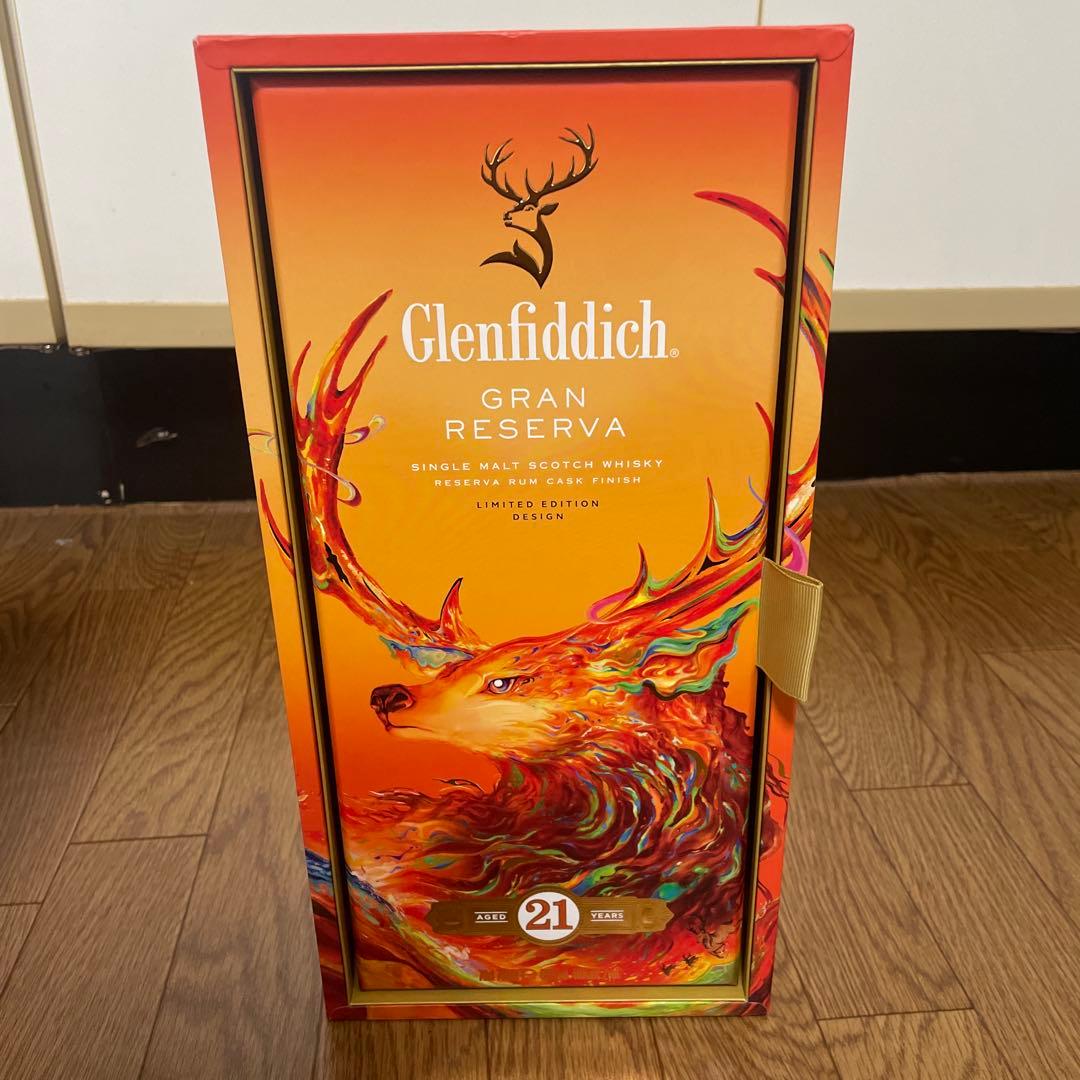 Glenfiddich®
GRAN
RESERVA
SINGLE MALT SCOTCH WHISKY
RESERVA RUM CASK FINISH
LIMITED EDITION
DESIGN
AGED 21 YEARS